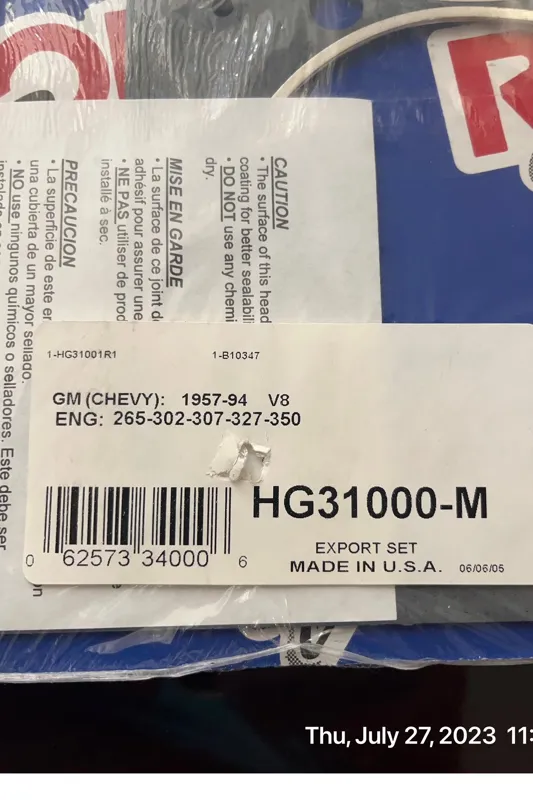 CAUTION
• The surface of this head
coating for better sealabili
• DO NOT use any chemi
dry.
MISE EN GARDE
• La surface de ce joint d
adhésif pour assurer une
• NE PAS utiliser de prod
installé à sec.
PRECAUCION
• La superficie de este er
una cubierta de un mayor sellado.
• NO use ningunos químicos o selladores. Este debe ser
1-HG31001R1 1-B10347
GM (CHEVY): 1957-94 V8
ENG: 265-302-307-327-350
HG31000-M
0 62573 34000 6
EXPORT SET
MADE IN U.S.A. 06/06/05
Thu, July 27, 2023 11: